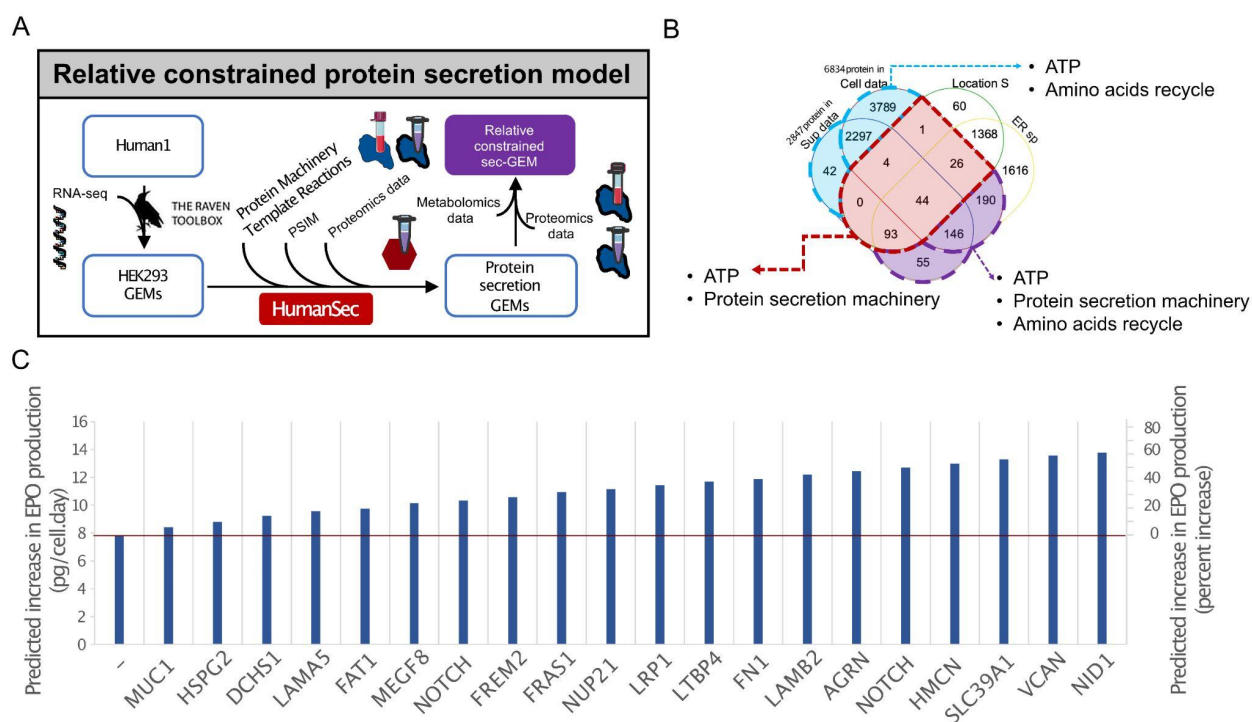 A
Relative constrained protein secretion model
Human1
RNA-seq
THE RAVEN
TOOLBOX
HEK293
GEMs
Protein Machinery
Template Reactions
PSIM
Proteomics data
HumanSec
Relative
constrained
sec-GEM
Metabolomics
data
Proteomics
data
Protein
secretion
GEMs
B
6834protein in
Cell data
2847protein in
Sup data
Location S
ER sp
3789
60
2297
1
1368
42
4
26
1616
0
44
190
93
146
55
• ATP
• Amino acids recycle
• ATP
• Protein secretion machinery
• ATP
• Protein secretion machinery
• Amino acids recycle
C
Predicted increase in EPO production
(pg/cell.day)
16
14
12
10
8
6
4
2
0
80
60
40
20
0
Predicted increase in EPO production
(percent increase)
–
MUC1
HSPG2
DCHS1
LAMA5
FAT1
MEGF8
NOTCH
FREM2
FRAS1
NUP21
LRP1
LTBP4
FN1
LAMB2
AGRN
NOTCH
HMCN
SLC39A1
VCAN
NID1